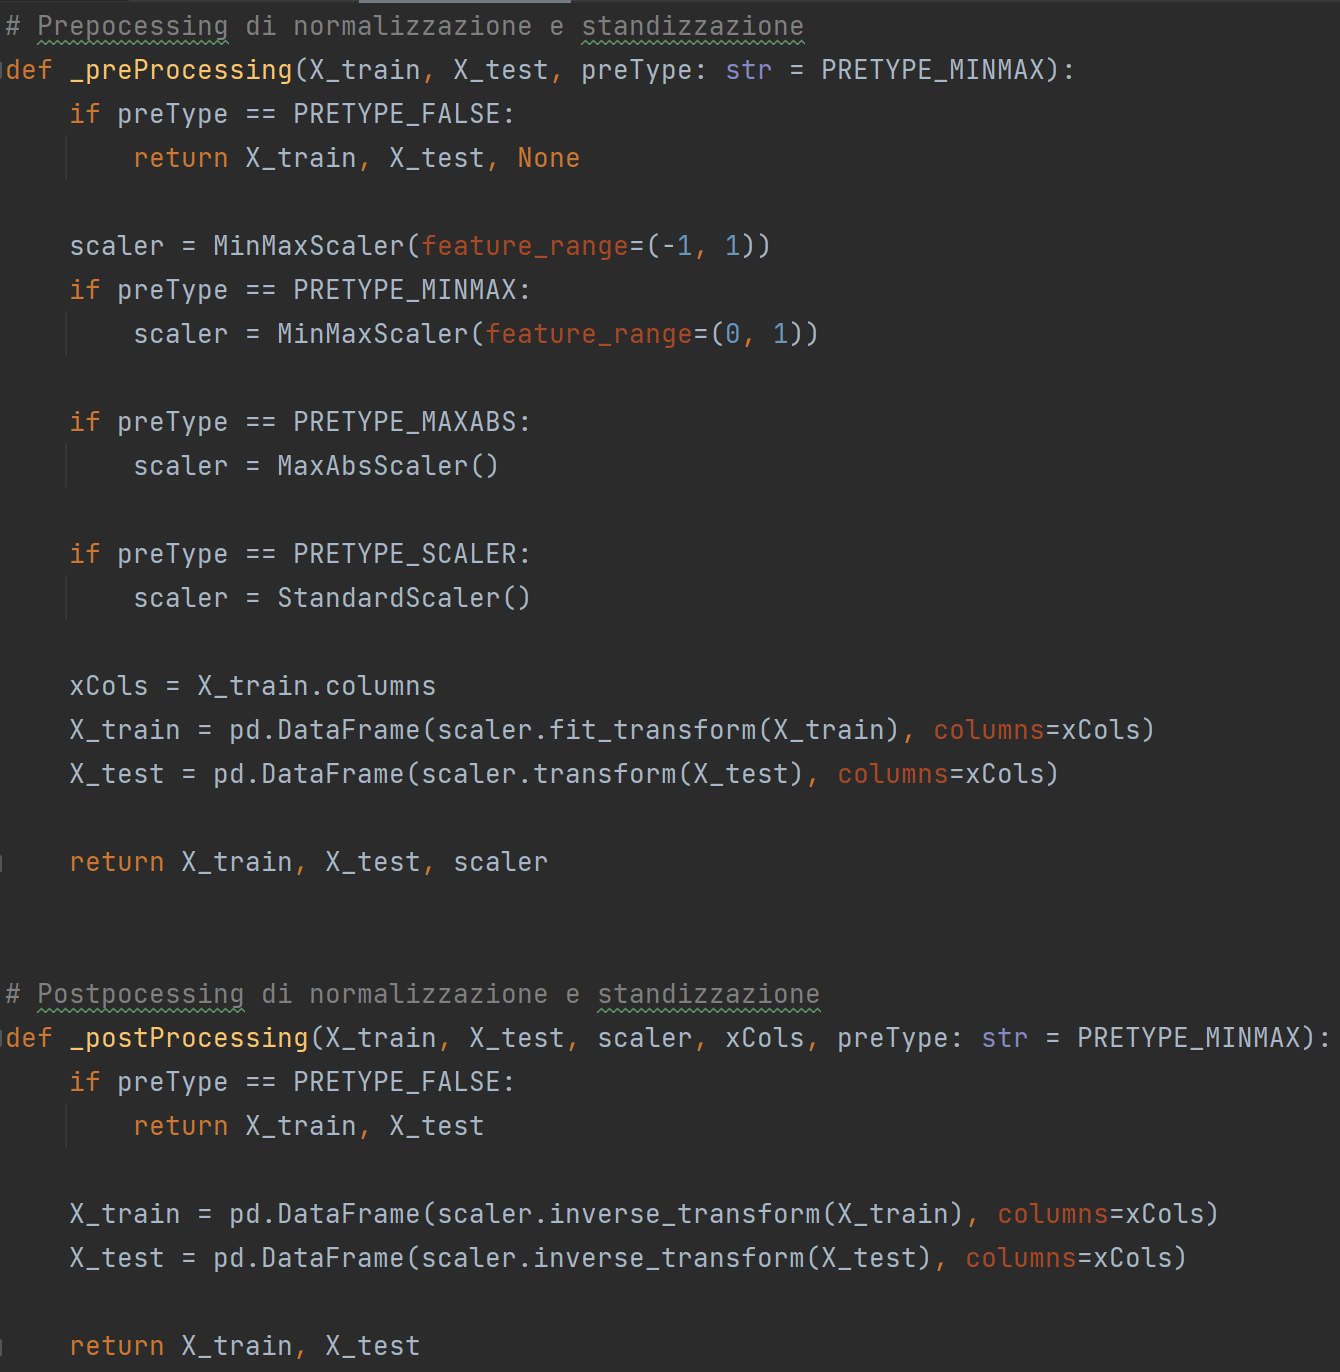 # Prepocessing di normalizzazione e standizzazione
def _preProcessing(X_train, X_test, preType: str = PRETYPE_MINMAX):
    if preType == PRETYPE_FALSE:
        return X_train, X_test, None
    scaler = MinMaxScaler(feature_range=(-1, 1))
    if preType == PRETYPE_MINMAX:
        scaler = MinMaxScaler(feature_range=(0, 1))
    if preType == PRETYPE_MAXABS:
        scaler = MaxAbsScaler()
    if preType == PRETYPE_SCALER:
        scaler = StandardScaler()
    xCols = X_train.columns
    X_train = pd.DataFrame(scaler.fit_transform(X_train), columns=xCols)
    X_test = pd.DataFrame(scaler.transform(X_test), columns=xCols)
    return X_train, X_test, scaler
# Postpocessing di normalizzazione e standizzazione
def _postProcessing(X_train, X_test, scaler, xCols, preType: str = PRETYPE_MINMAX):
    if preType == PRETYPE_FALSE:
        return X_train, X_test
    X_train = pd.DataFrame(scaler.inverse_transform(X_train), columns=xCols)
    X_test = pd.DataFrame(scaler.inverse_transform(X_test), columns=xCols)
    return X_train, X_test